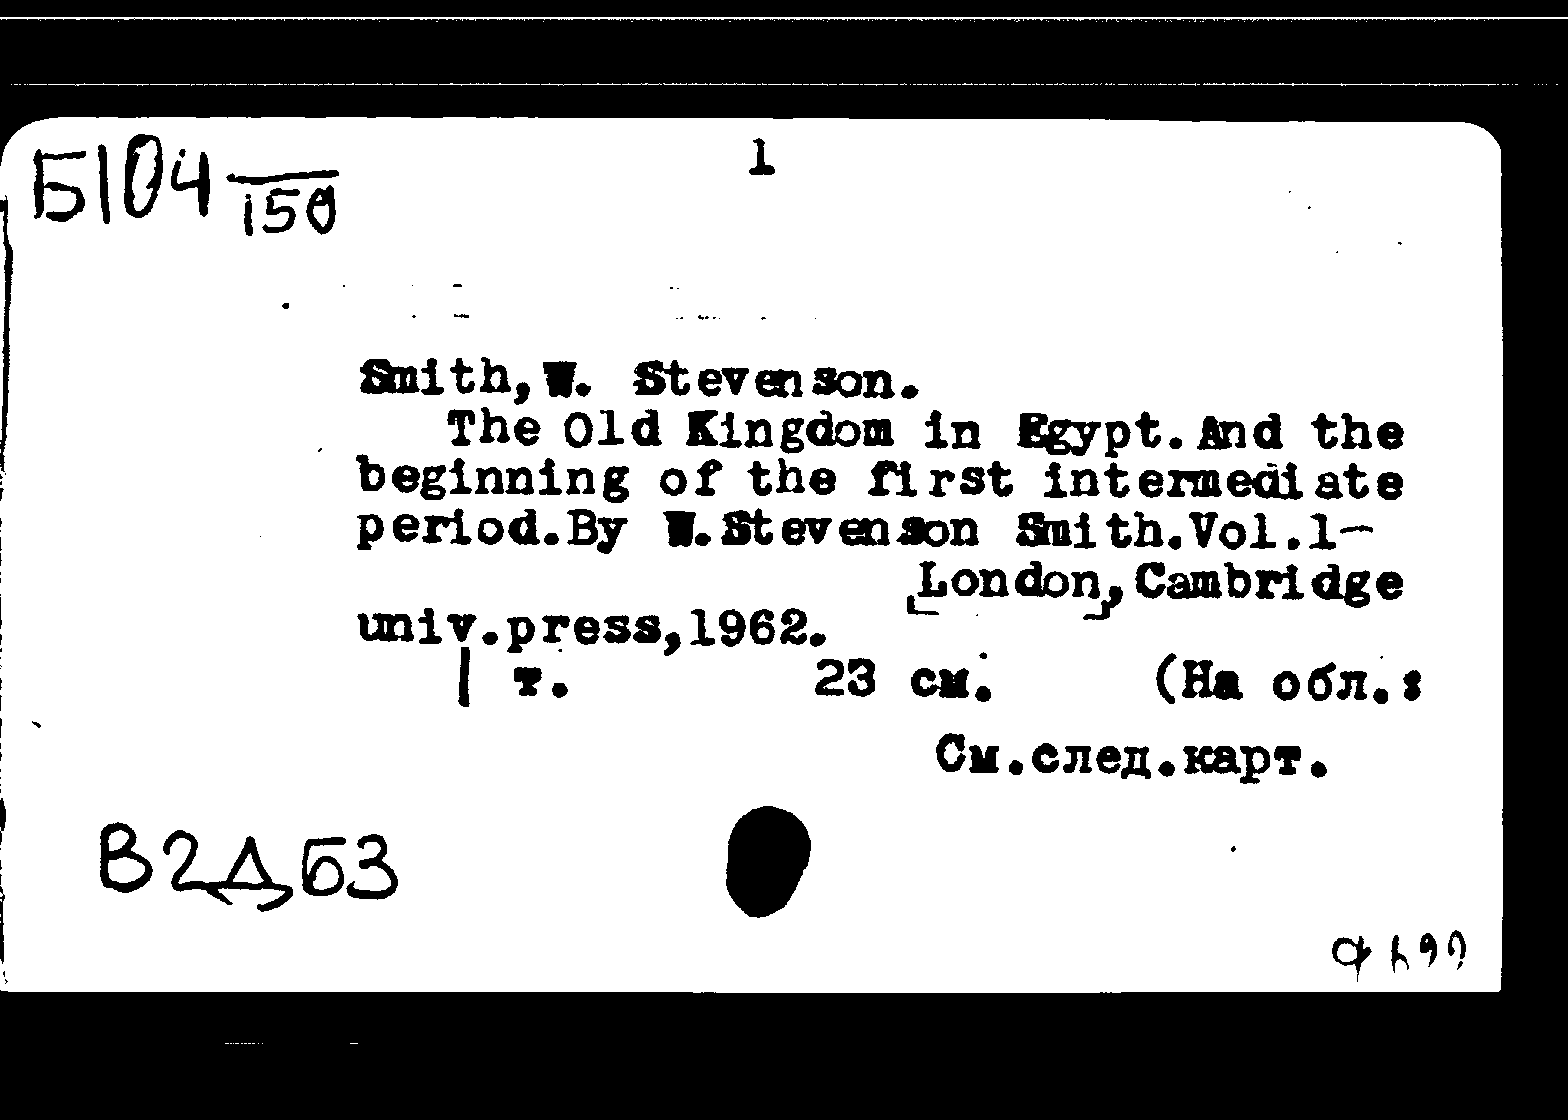 Б104
150
1
Smith,W. Stevenson.
The Old Kingdom in Egypt.And the
beginning of the first intermediate
period.By W.Stevenson Smith.Vol.1-
[London], Cambridge
univ.press,1962.
| т. 23 см. (На обл.:
См.след.карт.
В2Д63